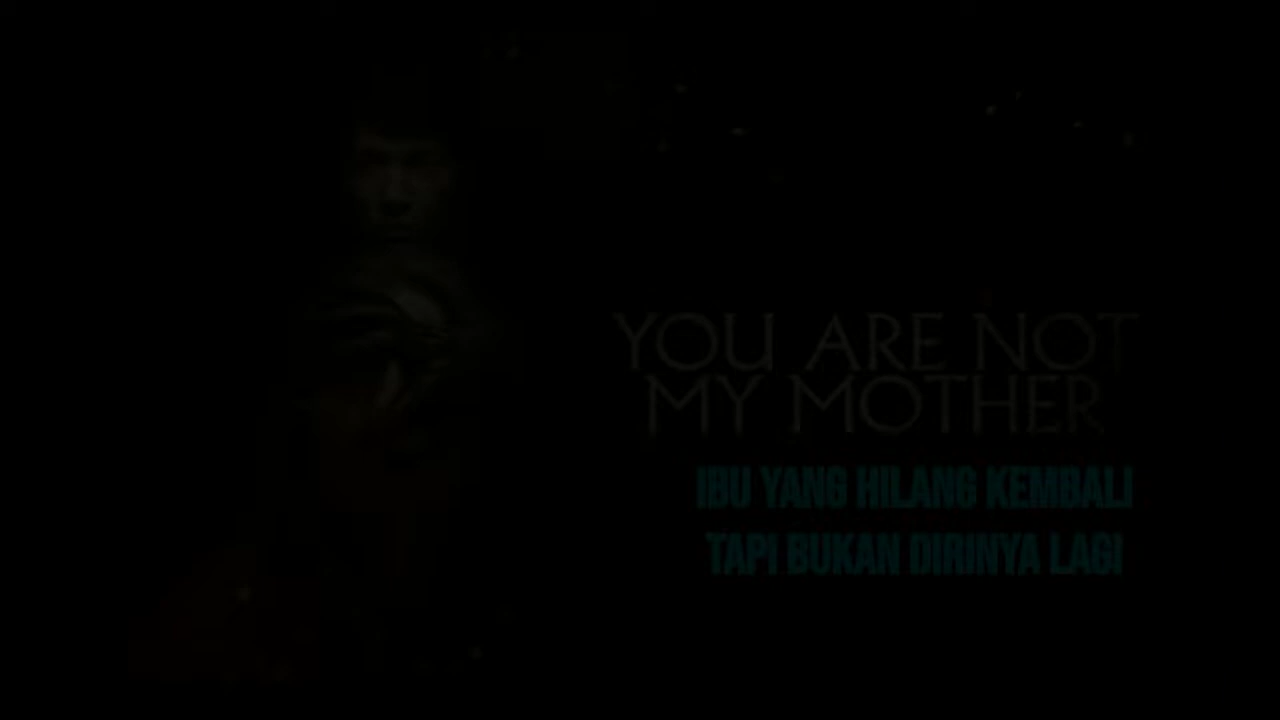 YOU ARE NOT
MY MOTHER
IBU YANG HILANG KEMBALI
TAPI BUKAN DIRINYA LAGI